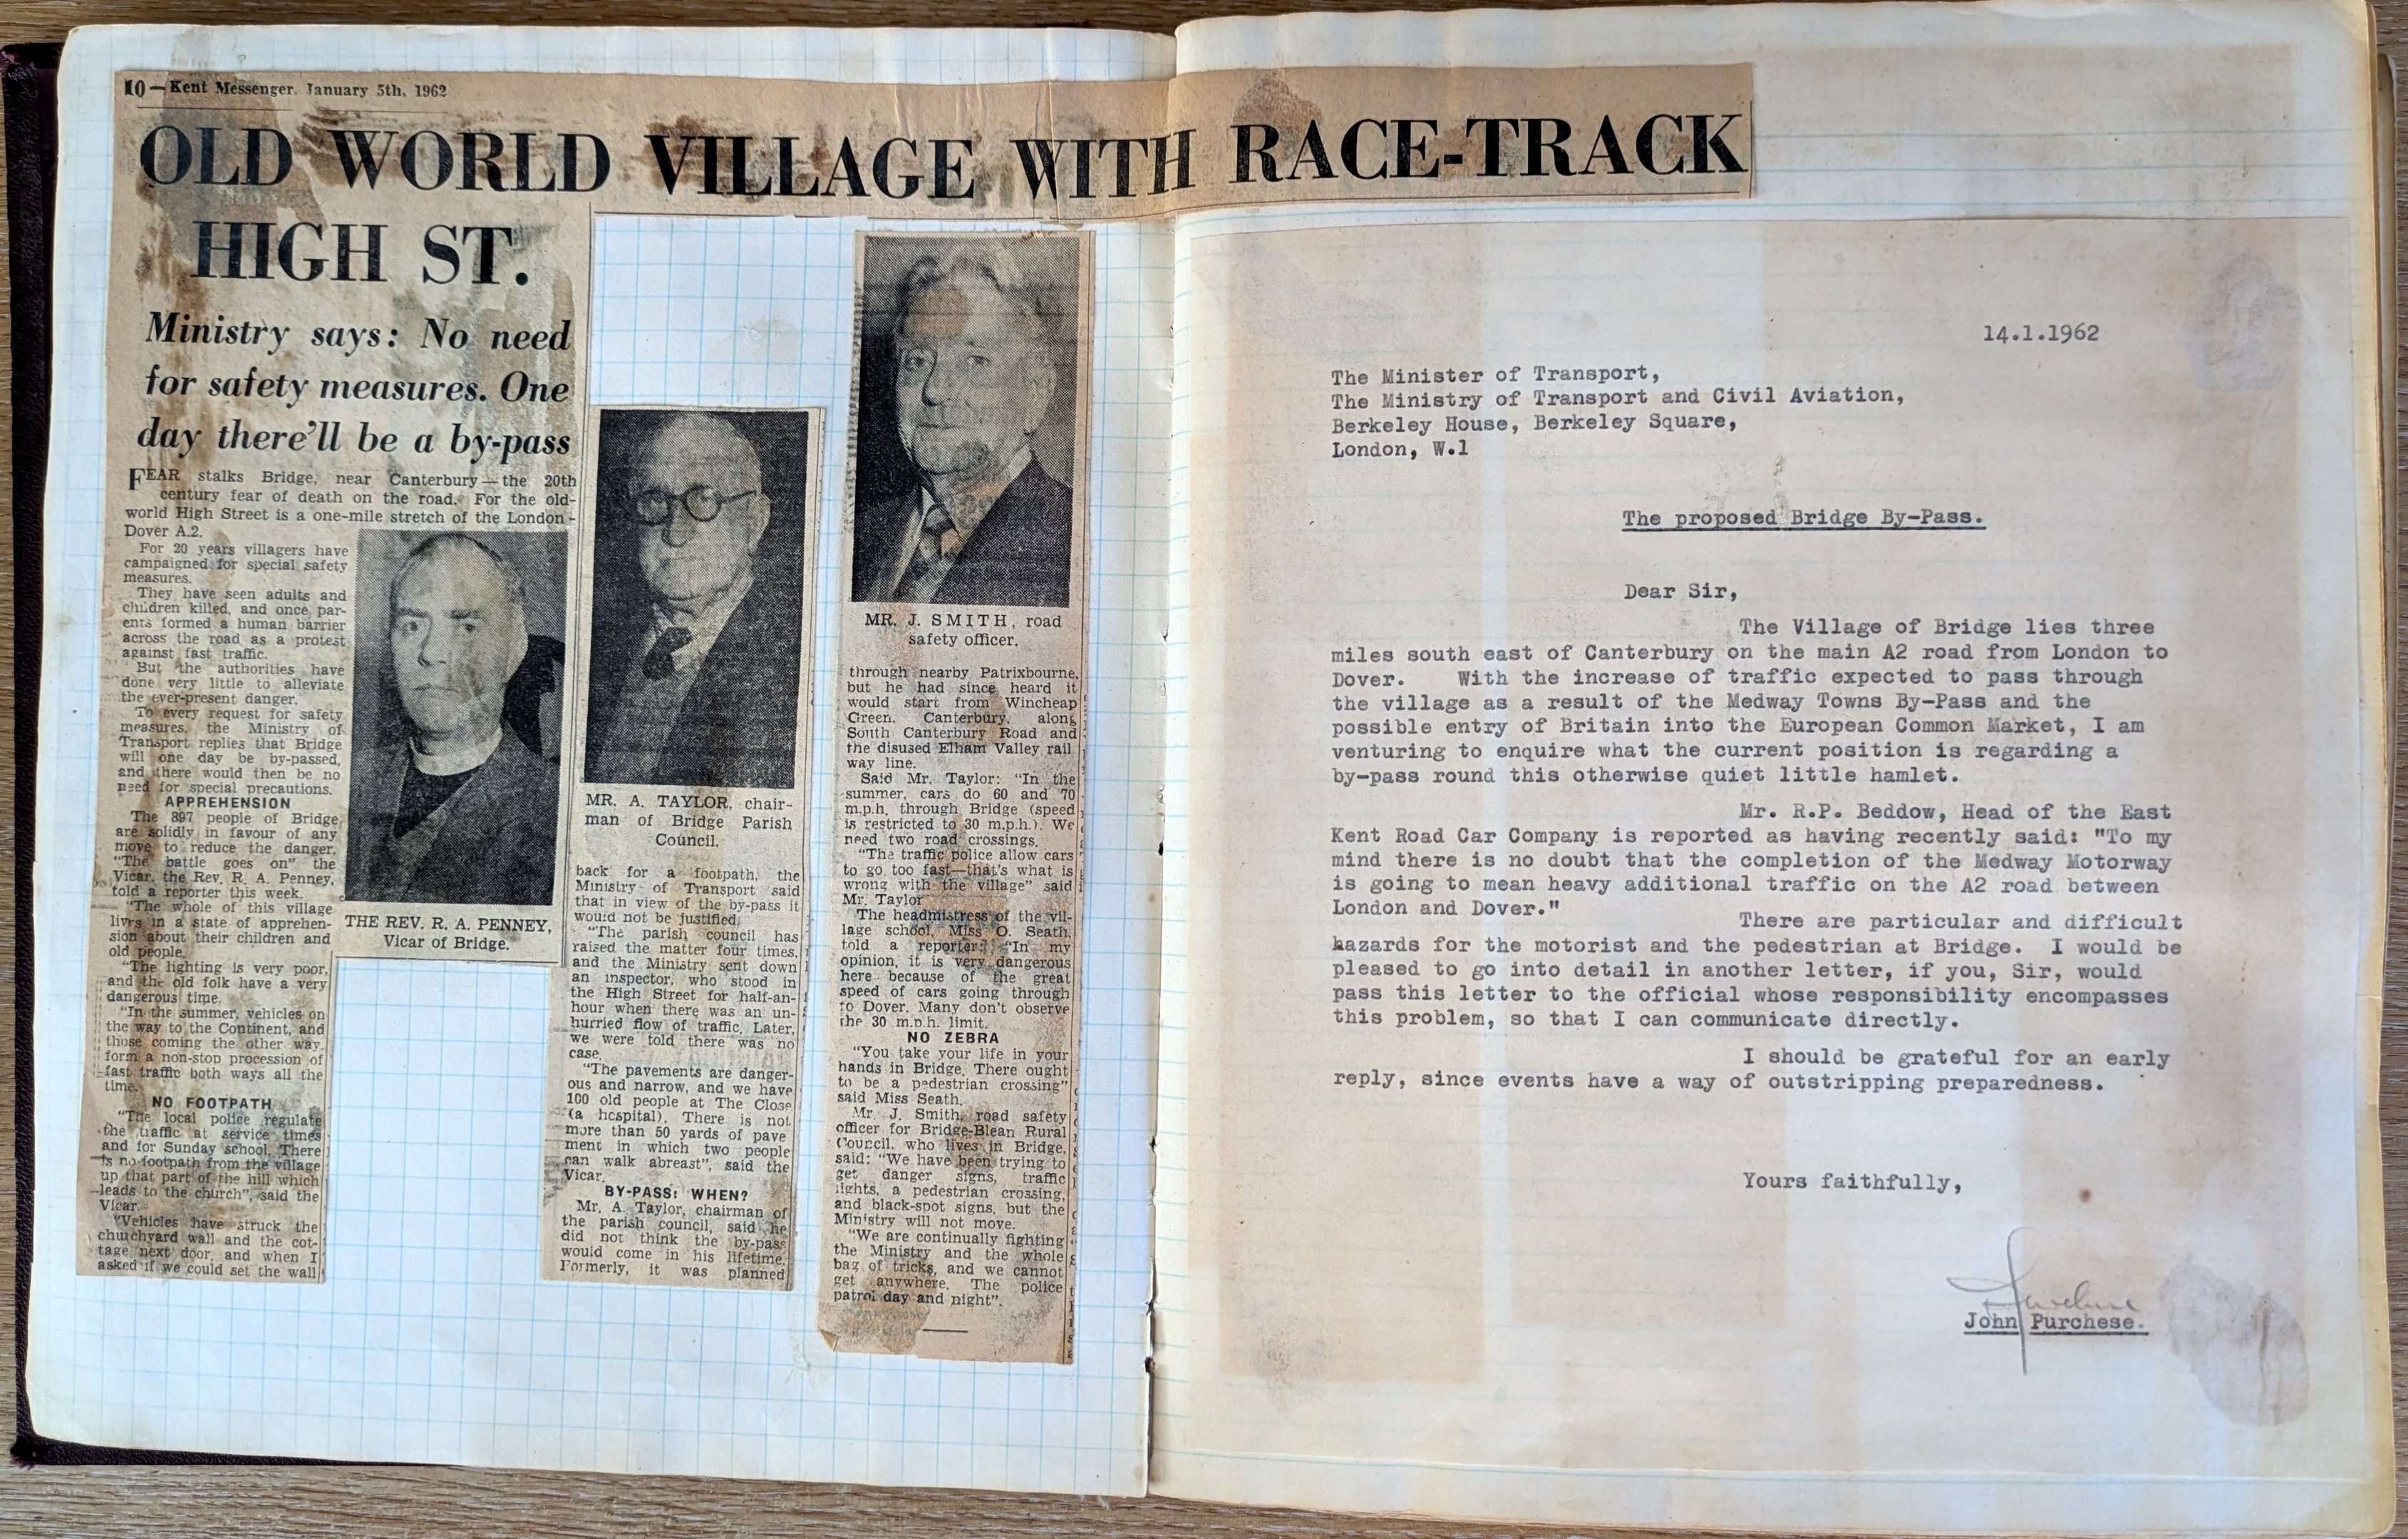 10—Kent Messenger. January 5th, 1962
OLD WORLD VILLAGE WITH RACE-TRACK
HIGH ST.
Ministry says: No need
for safety measures. One
day there'll be a by-pass
FEAR stalks Bridge, near Canterbury—the 20th
century fear of death on the road. For the old-
world High Street is a one-mile stretch of the London-
Dover A.2.
For 20 years villagers have
campaigned for special safety
measures.
They have seen adults and
children killed, and once par-
ents formed a human barrier
across the road as a protest
against fast traffic.
But the authorities have
done very little to alleviate
the ever-present danger.
To every request for safety
measures, the Ministry of
Transport replies that Bridge
will one day be by-passed,
and there would then be no
need for special precautions.
APPREHENSION
The 897 people of Bridge,
are solidly in favour of any
move to reduce the danger.
"The battle goes on" the
Vicar, the Rev. R. A. Penney,
told a reporter this week.
"The whole of this village
lives in a state of apprehen-
sion about their children and
old people.
"The lighting is very poor,
and the old folk have a very
dangerous time.
"In the summer, vehicles on
the way to the Continent, and
those coming the other way,
form a non-stop procession of
fast traffic both ways all the
time.
NO FOOTPATH
"The local police regulate
the traffic at service times
and for Sunday school. There
is no footpath from the village
up that part of the hill which
leads to the church", said the
Vicar.
"Vehicles have struck the
churchyard wall and the cot-
tage next door, and when I
asked if we could set the wall
THE REV. R. A. PENNEY,
Vicar of Bridge.
MR. A. TAYLOR, chair-
man of Bridge Parish
Council.
back for a footpath, the
Ministry of Transport said
that in view of the by-pass it
would not be justified.
"The parish council has
raised the matter four times,
and the Ministry sent down
an inspector, who stood in
the High Street for half-an-
hour when there was an un-
hurried flow of traffic. Later,
we were told there was no
case.
"The pavements are danger-
ous and narrow, and we have
100 old people at The Close
(a hospital). There is not
more than 50 yards of pave
ment in which two people
can walk abreast", said the
Vicar.
BY-PASS: WHEN?
Mr. A. Taylor, chairman of
the parish council, said he
did not think the by-pass
would come in his lifetime.
Formerly, it was planned
MR. J. SMITH, road
safety officer.
through nearby Patrixbourne,
but he had since heard it
would start from Wincheap
Green, Canterbury, along
South Canterbury Road and
the disused Elham Valley rail
way line.
Said Mr. Taylor: "In the
summer, cars do 60 and 70
m.p.h. through Bridge (speed
is restricted to 30 m.p.h.). We
need two road crossings.
"The traffic police allow cars
to go too fast—that's what is
wrong with the village" said
Mr. Taylor
The headmistress of the vil-
lage school, Miss O. Seath,
told a reporter: "In my
opinion, it is very dangerous
here because of the great
speed of cars going through
to Dover. Many don't observe
the 30 m.p.h. limit.
NO ZEBRA
"You take your life in your
hands in Bridge. There ought
to be a pedestrian crossing"
said Miss Seath.
Mr. J. Smith, road safety
officer for Bridge-Blean Rural
Council, who lives in Bridge,
said: "We have been trying to
get danger signs, traffic
lights, a pedestrian crossing,
and black-spot signs, but the
Ministry will not move.
"We are continually fighting
the Ministry and the whole
bag of tricks, and we cannot
get anywhere. The police
patrol day and night".
14.1.1962
The Minister of Transport,
The Ministry of Transport and Civil Aviation,
Berkeley House, Berkeley Square,
London, W.1
The proposed Bridge By-Pass.
Dear Sir,
The Village of Bridge lies three
miles south east of Canterbury on the main A2 road from London to
Dover. With the increase of traffic expected to pass through
the village as a result of the Medway Towns By-Pass and the
possible entry of Britain into the European Common Market, I am
venturing to enquire what the current position is regarding a
by-pass round this otherwise quiet little hamlet.
Mr. R.P. Beddow, Head of the East
Kent Road Car Company is reported as having recently said: "To my
mind there is no doubt that the completion of the Medway Motorway
is going to mean heavy additional traffic on the A2 road between
London and Dover."
There are particular and difficult
hazards for the motorist and the pedestrian at Bridge. I would be
pleased to go into detail in another letter, if you, Sir, would
pass this letter to the official whose responsibility encompasses
this problem, so that I can communicate directly.
I should be grateful for an early
reply, since events have a way of outstripping preparedness.
Yours faithfully,
John Purchese.